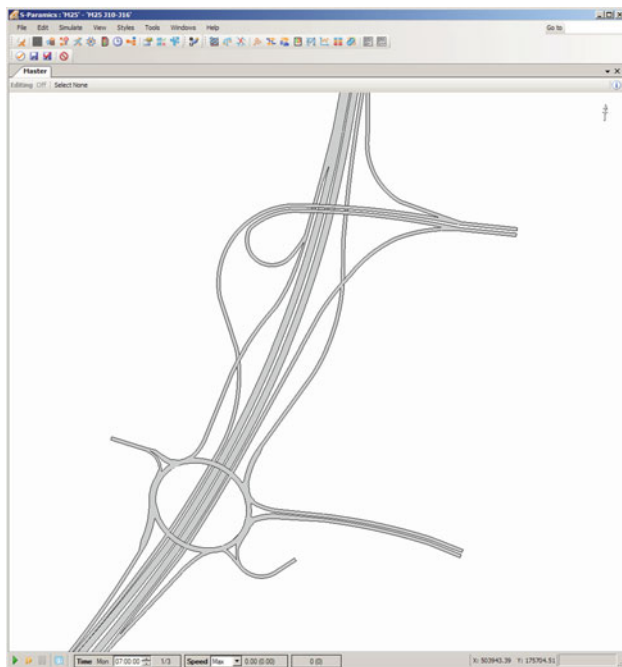 S-Paramics : 'M25' - 'M25 J10-J16'
File Edit Simulate View Styles Tools Windows Help
Go to
Master
Editing Off Select None
Time Mon 07:00:00 1/3 Speed Max 0.00 (0.00) 0 (0) X: 503943.39 Y: 175704.51